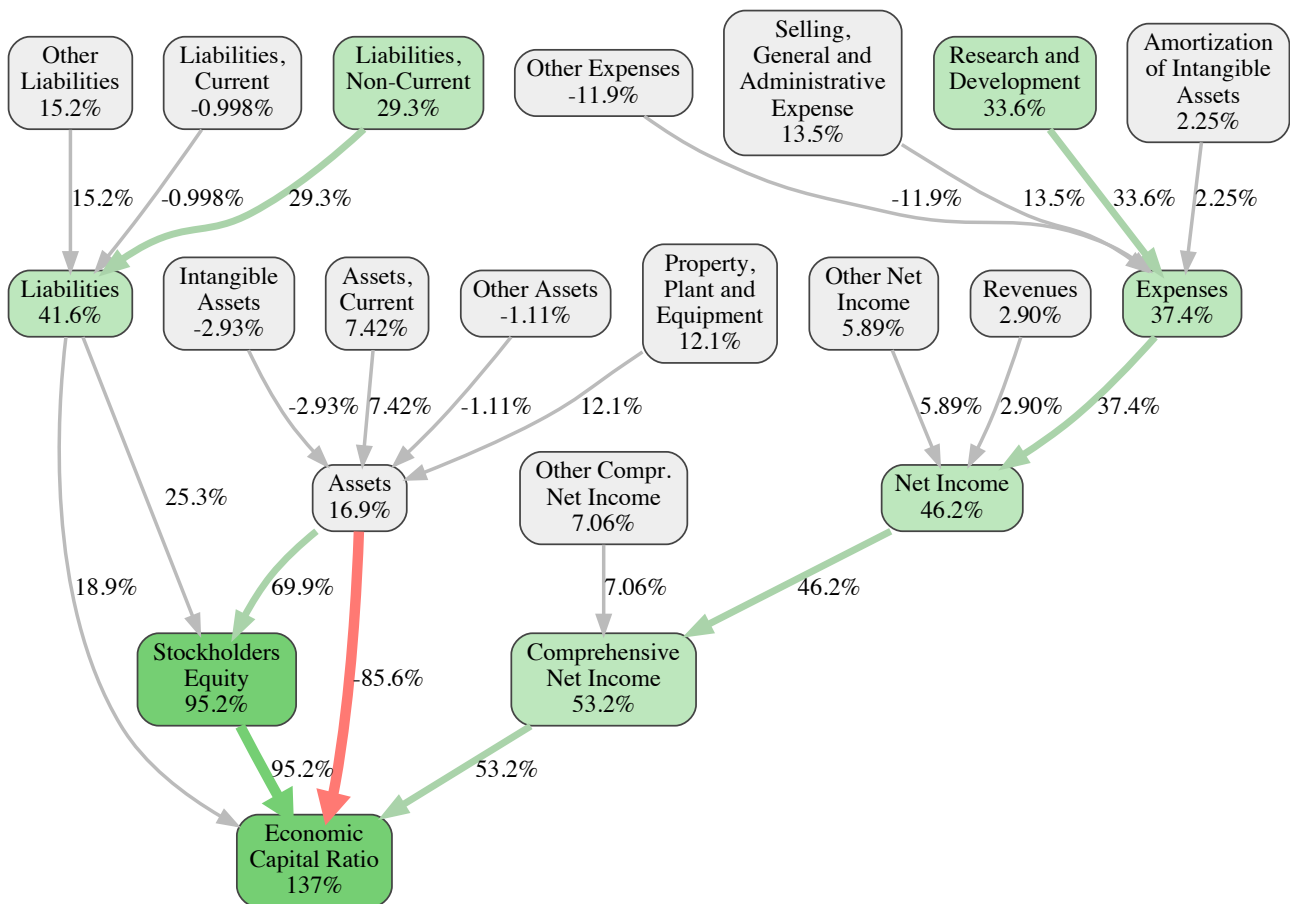 Other
Liabilities
15.2%
Liabilities,
Current
-0.998%
Liabilities,
Non-Current
29.3%
Other Expenses
-11.9%
Selling,
General and
Administrative
Expense
13.5%
Research and
Development
33.6%
Amortization
of Intangible
Assets
2.25%
15.2%
-0.998%
29.3%
-11.9%
13.5%
33.6%
2.25%
Liabilities
41.6%
Intangible
Assets
-2.93%
Assets,
Current
7.42%
Other Assets
-1.11%
Property,
Plant and
Equipment
12.1%
Other Net
Income
5.89%
Revenues
2.90%
Expenses
37.4%
-2.93%
7.42%
-1.11%
12.1%
5.89%
2.90%
37.4%
25.3%
Assets
16.9%
Other Compr.
Net Income
7.06%
Net Income
46.2%
18.9%
69.9%
7.06%
46.2%
Stockholders
Equity
95.2%
-85.6%
Comprehensive
Net Income
53.2%
95.2%
53.2%
Economic
Capital Ratio
137%